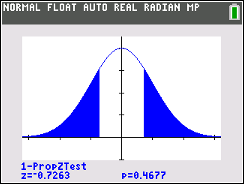 NORMAL FLOAT AUTO REAL RADIAN MP
1-PropZTest
z=-0.7263 p=0.4677